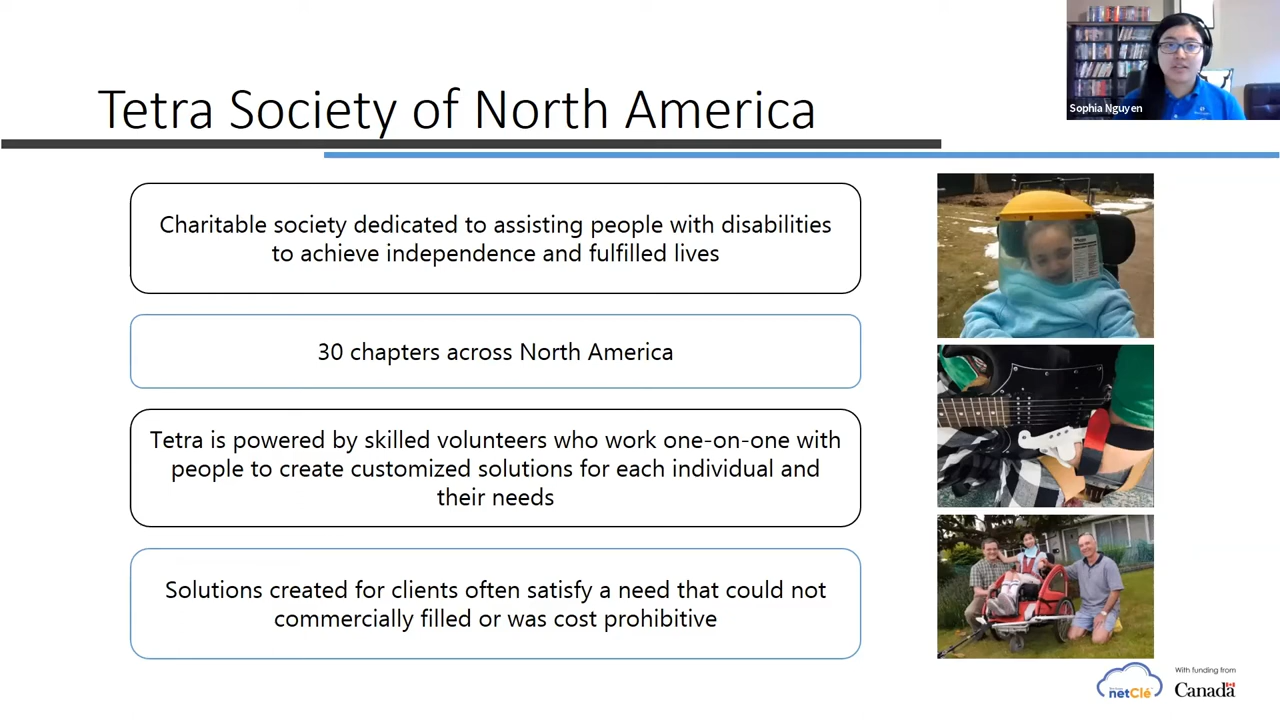 Tetra Society of North America
Sophia Nguyen
Charitable society dedicated to assisting people with disabilities
to achieve independence and fulfilled lives
30 chapters across North America
Tetra is powered by skilled volunteers who work one-on-one with
people to create customized solutions for each individual and
their needs
Solutions created for clients often satisfy a need that could not
commercially filled or was cost prohibitive
netClé
With funding from
Canada